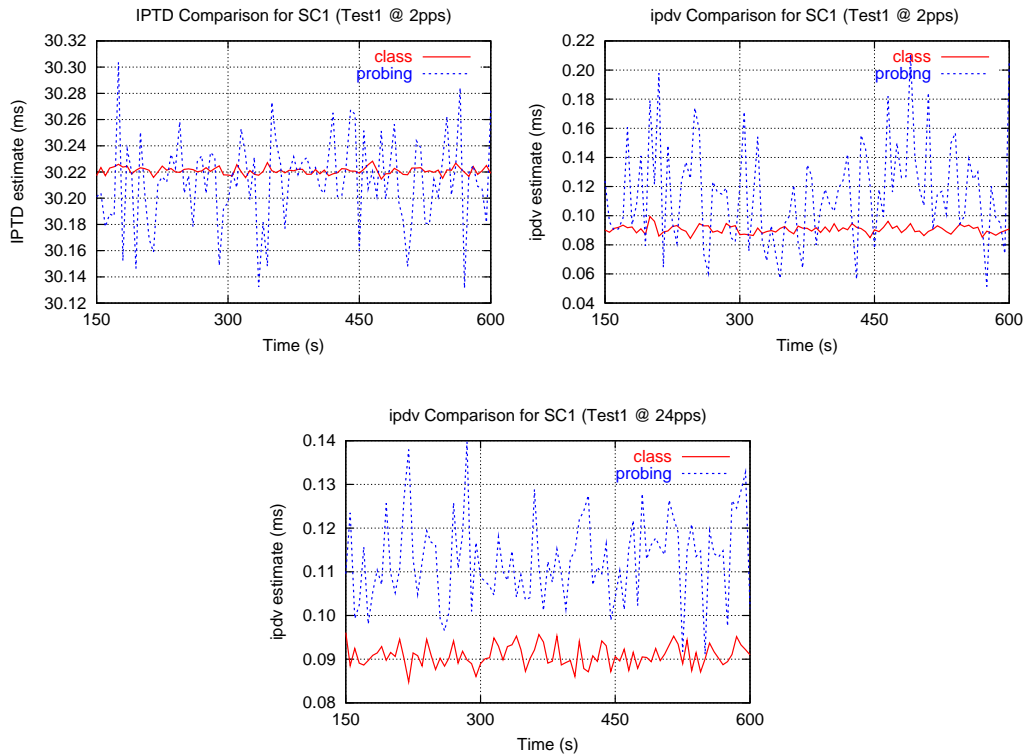 IPTD Comparison for SC1 (Test1 @ 2pps)
30.32
30.30
30.28
30.26
30.24
30.22
30.20
30.18
30.16
30.14
30.12
IPTD estimate (ms)
class
probing
150
300
450
600
Time (s)
ipdv Comparison for SC1 (Test1 @ 2pps)
0.22
0.20
0.18
0.16
0.14
0.12
0.10
0.08
0.06
0.04
ipdv estimate (ms)
class
probing
150
300
450
600
Time (s)
ipdv Comparison for SC1 (Test1 @ 24pps)
0.14
0.13
0.12
0.11
0.10
0.09
0.08
ipdv estimate (ms)
class
probing
150
300
450
600
Time (s)